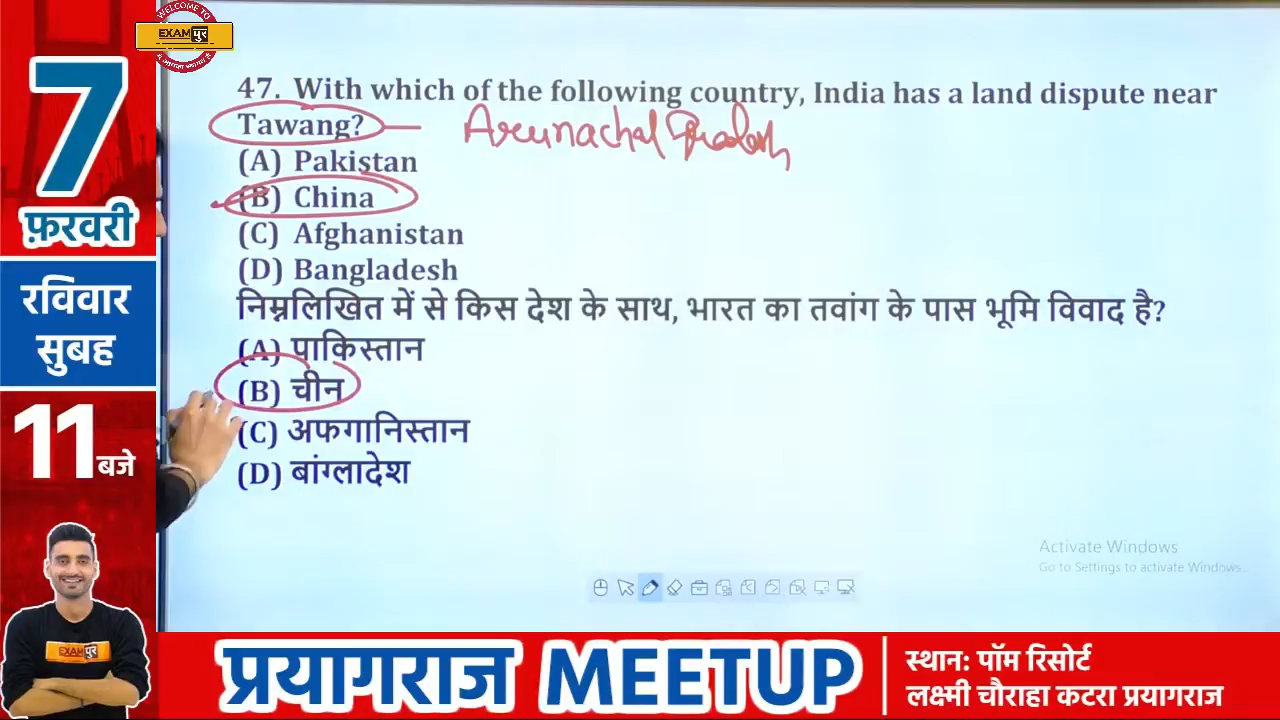 WELCOME TO
EXAMपुर
7
फ़रवरी
रविवार
सुबह
11 बजे
47. With which of the following country, India has a land dispute near
Tawang? Arunachal Pradesh
(A) Pakistan
(B) China
(C) Afghanistan
(D) Bangladesh
निम्नलिखित में से किस देश के साथ, भारत का तवांग के पास भूमि विवाद है?
(A) पाकिस्तान
(B) चीन
(C) अफगानिस्तान
(D) बांग्लादेश
Activate Windows
Go to Settings to activate Windows.
EXAMपुर
प्रयागराज MEETUP
स्थान: पॉम रिसोर्ट
लक्ष्मी चौराहा कटरा प्रयागराज